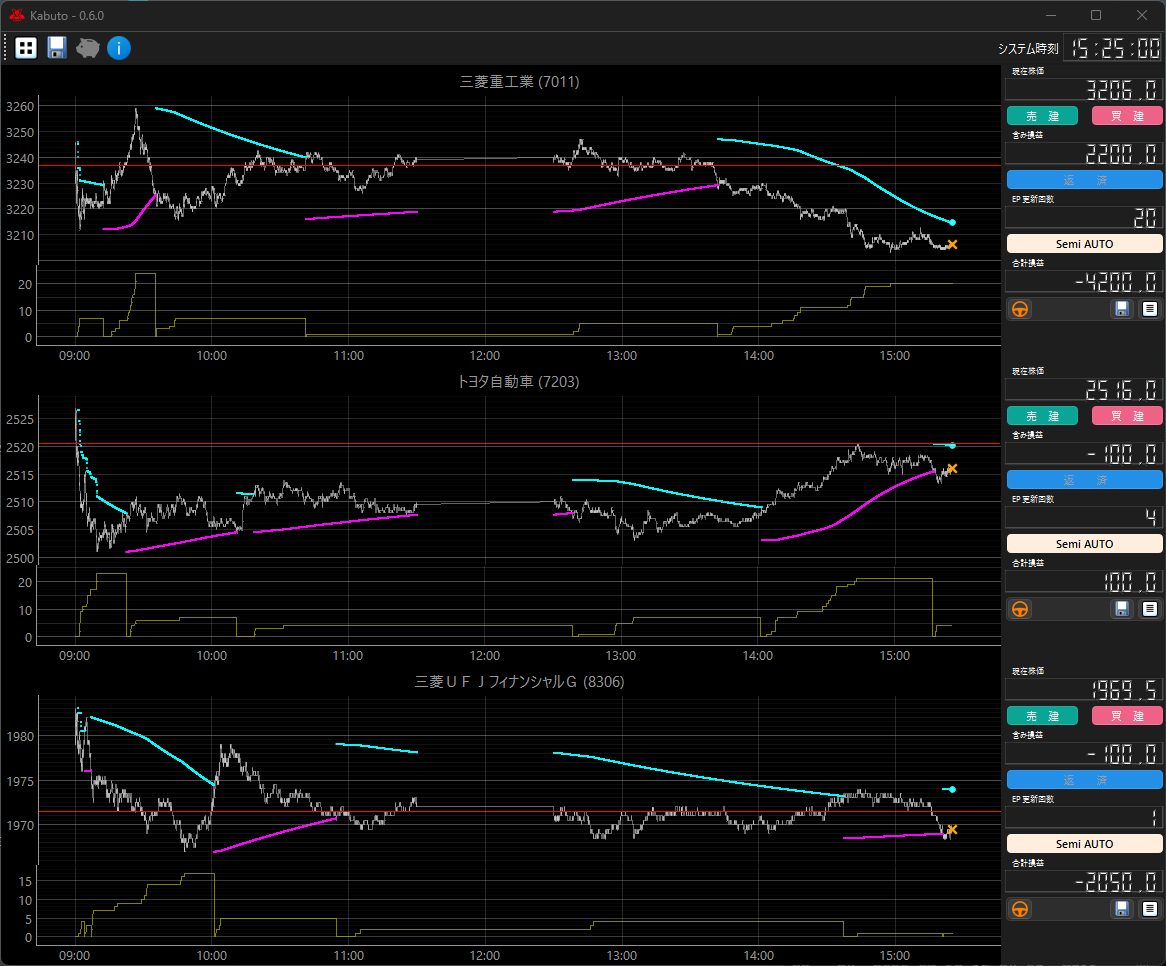 Kabuto - 0.6.0
システム時刻 15:25:00
三菱重工業 (7011)
3260
3250
3240
3230
3220
3210
20
10
0
09:00 10:00 11:00 12:00 13:00 14:00 15:00
現在株価
3206.0
売 建 買 建
含み損益
2200.0
返 済
EP 更新回数
20
Semi AUTO
合計損益
-4200.0
トヨタ自動車 (7203)
2525
2520
2515
2510
2505
2500
20
10
0
09:00 10:00 11:00 12:00 13:00 14:00 15:00
現在株価
2516.0
売 建 買 建
含み損益
-100.0
返 済
EP 更新回数
4
Semi AUTO
合計損益
100.0
三菱ＵＦＪフィナンシャルＧ (8306)
1980
1975
1970
15
10
5
0
09:00 10:00 11:00 12:00 13:00 14:00 15:00
現在株価
1969.5
売 建 買 建
含み損益
-100.0
返 済
EP 更新回数
1
Semi AUTO
合計損益
-2050.0